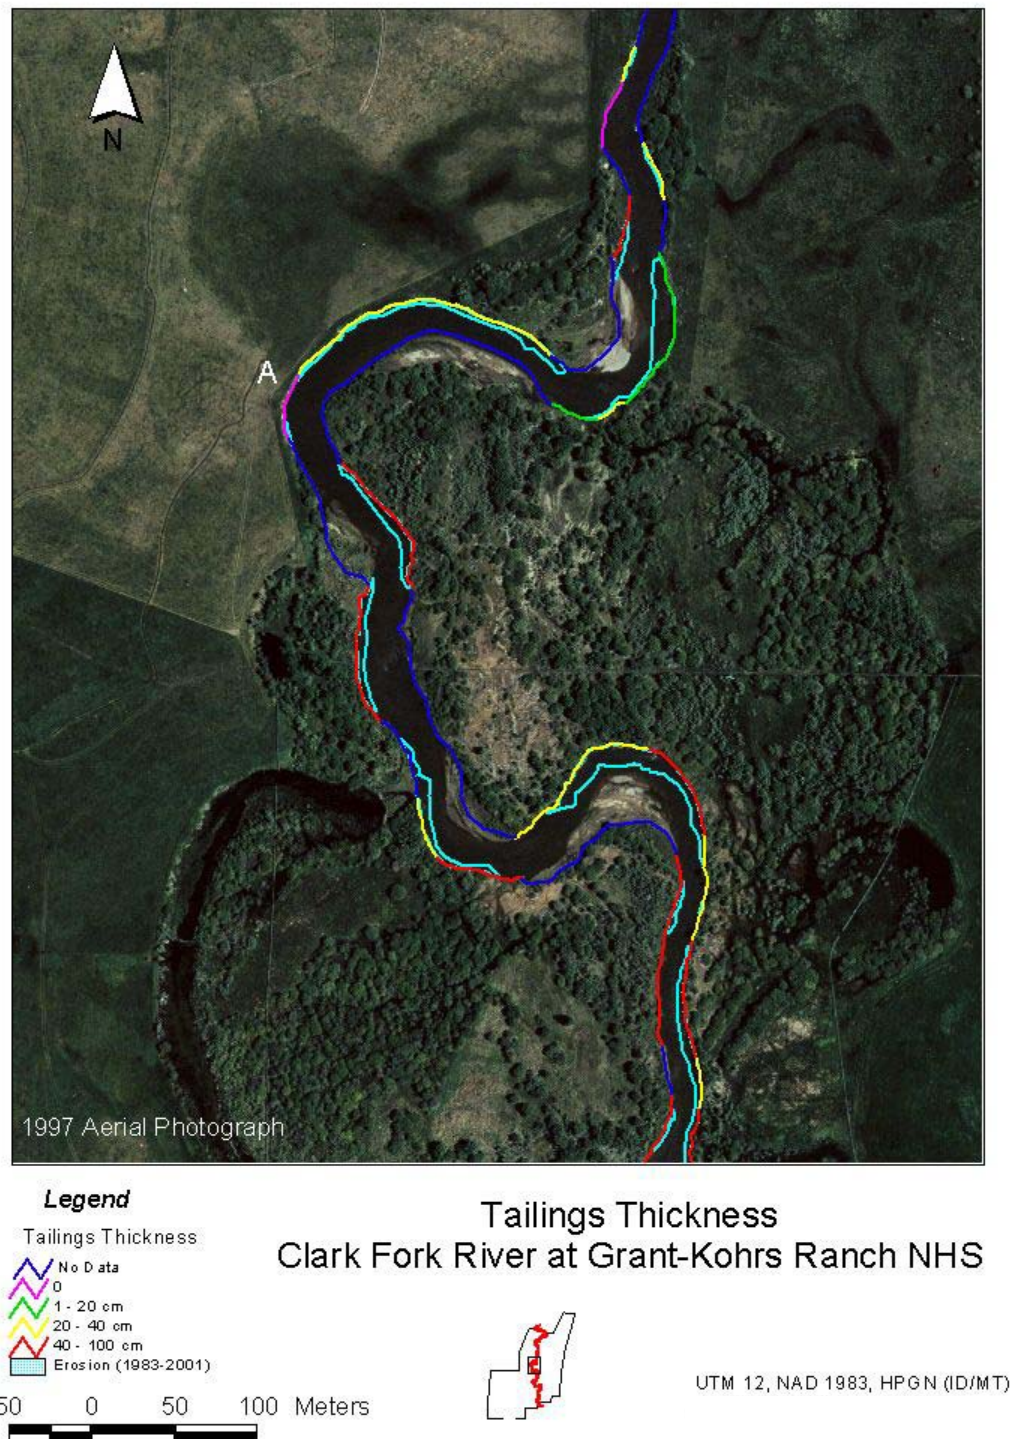 N
A
1997 Aerial Photograph
Legend
Tailings Thickness
No Data
0
1 - 20 cm
20 - 40 cm
40 - 100 cm
Erosion (1983-2001)
50 0 50 100 Meters
Tailings Thickness
Clark Fork River at Grant-Kohrs Ranch NHS
UTM 12, NAD 1983, HPGN (ID/MT)